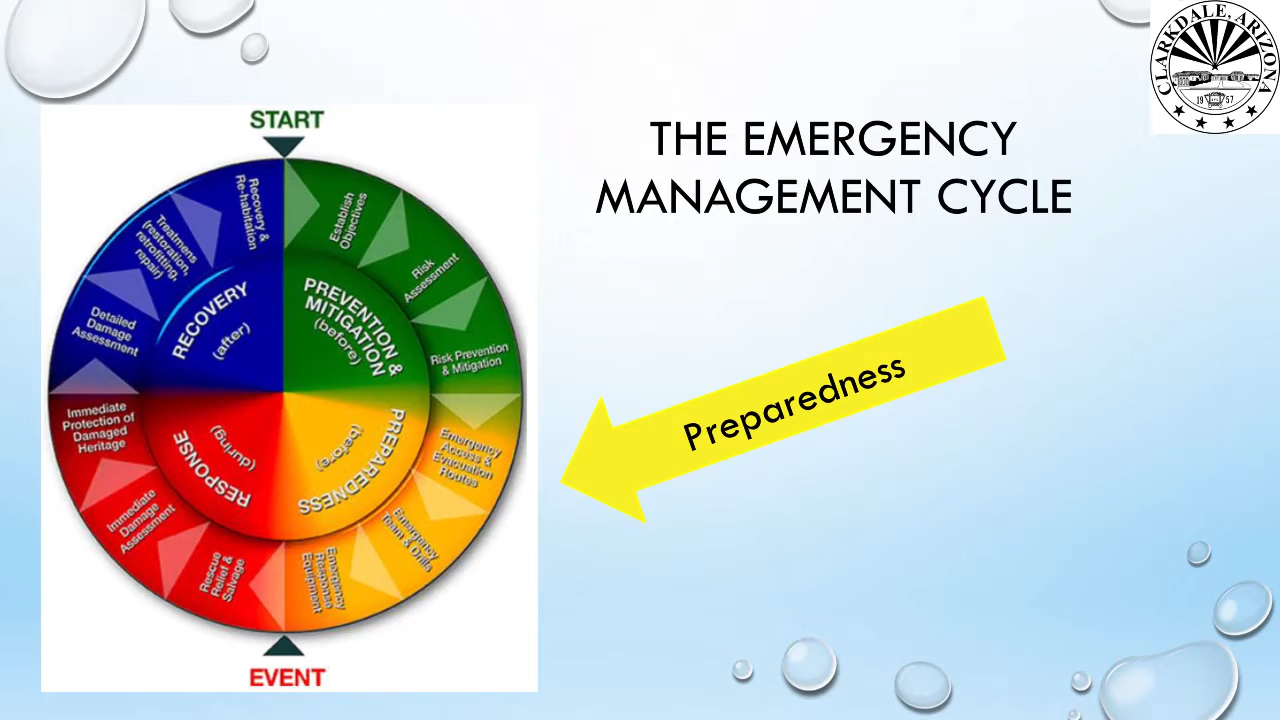 CLARKDALE, ARIZONA
19 57
THE EMERGENCY
MANAGEMENT CYCLE
START
Establish
Objectives
Risk
Assessment
Risk Prevention
& Mitigation
PREVENTION &
MITIGATION
(before)
Emergency
Access &
Evacuation
Routes
Emergency
Team & Drills
Emergency
Response
Equipment
PREPAREDNESS
(before)
EVENT
Rescue
Relief &
Salvage
Immediate
Damage
Assessment
Immediate
Protection of
Damaged
Heritage
RESPONSE
(during)
Detailed
Damage
Assessment
Treatmens
(restoration,
retrofitting,
repair)
Recovery &
Re-habitation
RECOVERY
(after)
Preparedness